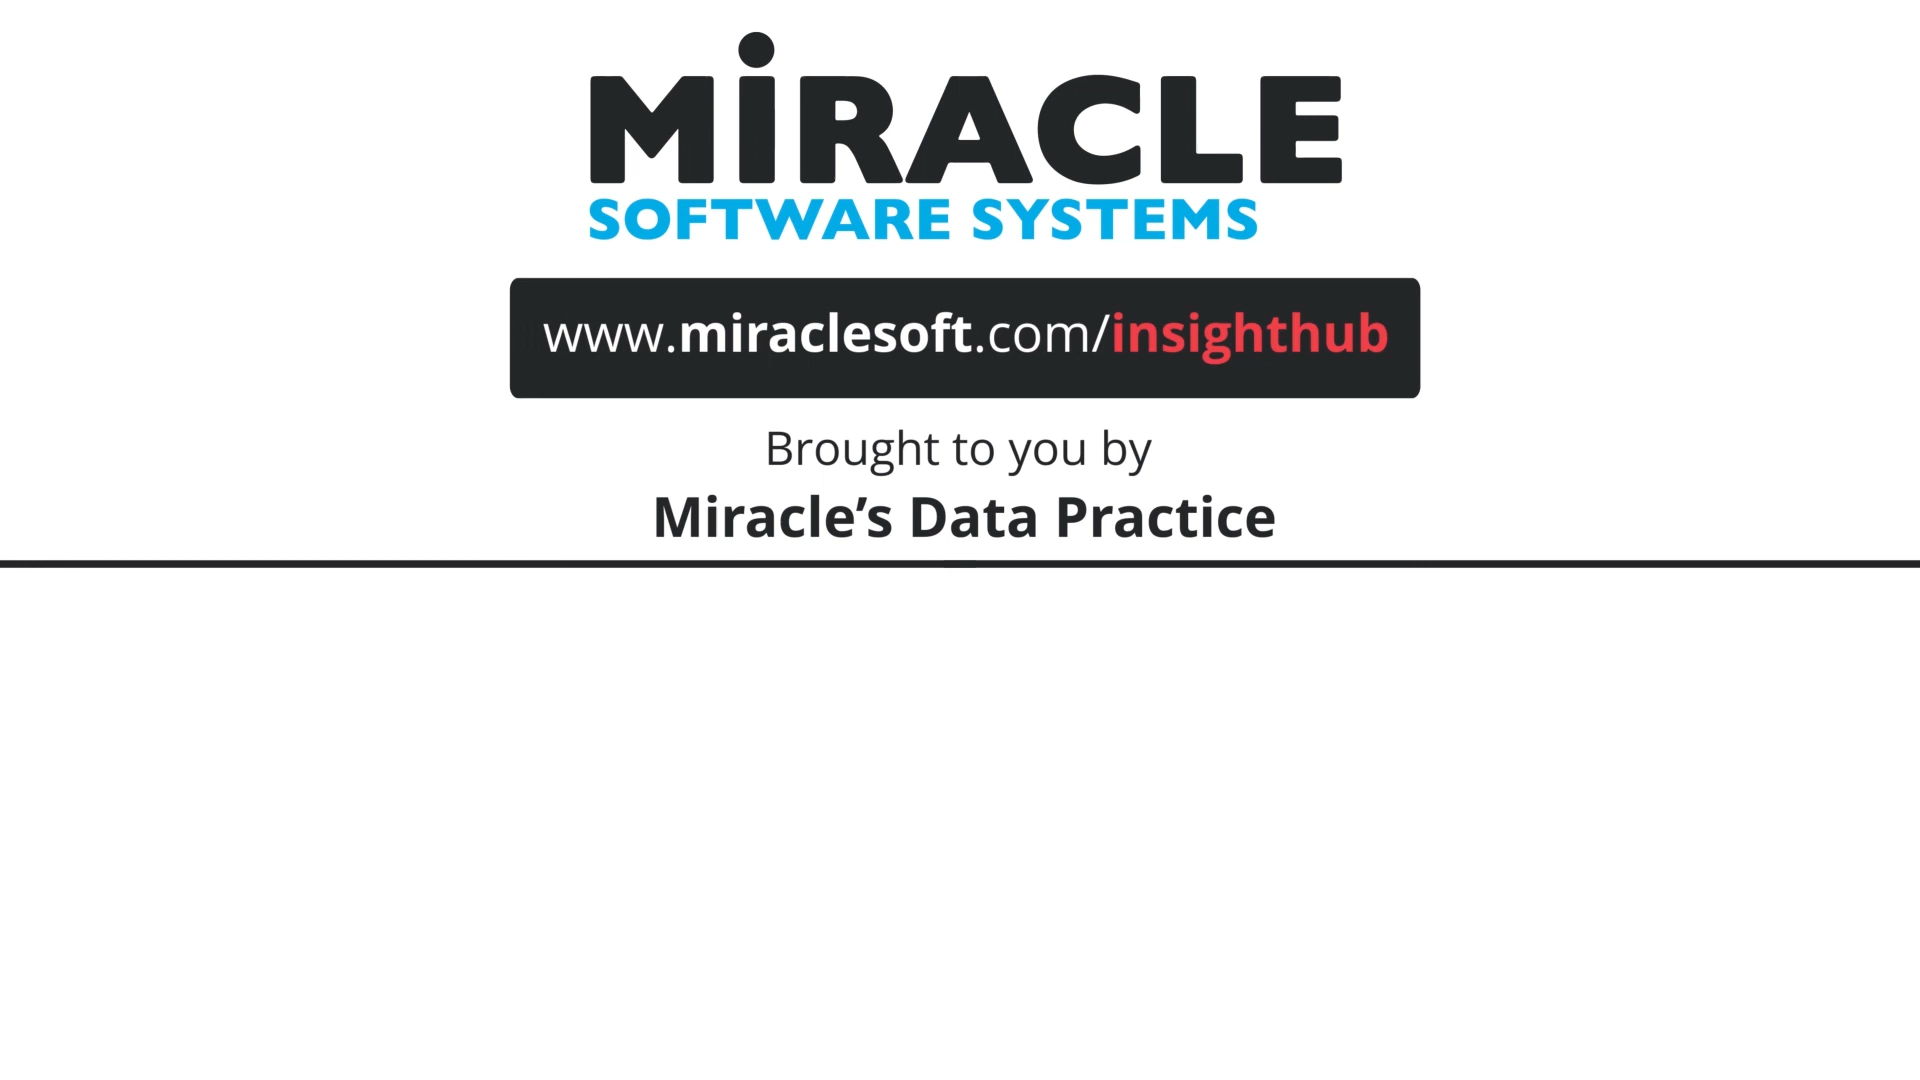 MiRACLE
SOFTWARE SYSTEMS
www.miraclesoft.com/insighthub
Brought to you by
Miracle’s Data Practice